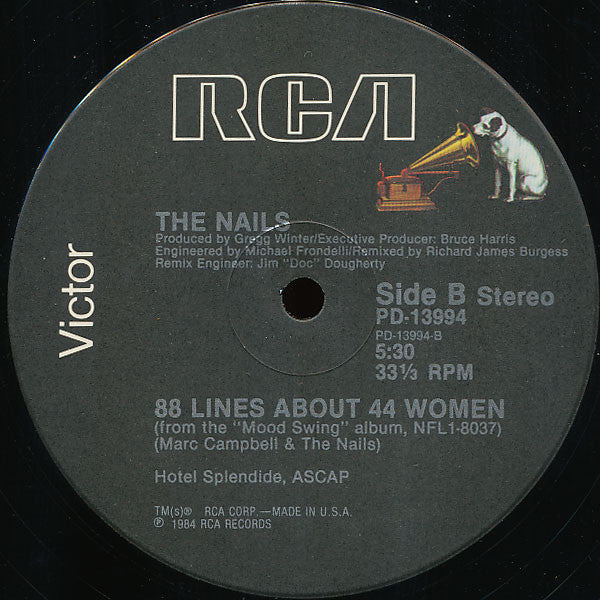 RCA
Victor
THE NAILS
Produced by Gregg Winter/Executive Producer: Bruce Harris
Engineered by Michael Frondelli/Remixed by Richard James Burgess
Remix Engineer: Jim "Doc" Dougherty
Side B Stereo
PD-13994
PD-13994-B
5:30
33⅓ RPM
88 LINES ABOUT 44 WOMEN
(from the "Mood Swing" album, NFL1-8037)
(Marc Campbell & The Nails)
Hotel Splendide, ASCAP
TM(s)® RCA CORP.—MADE IN U.S.A.
℗ 1984 RCA RECORDS